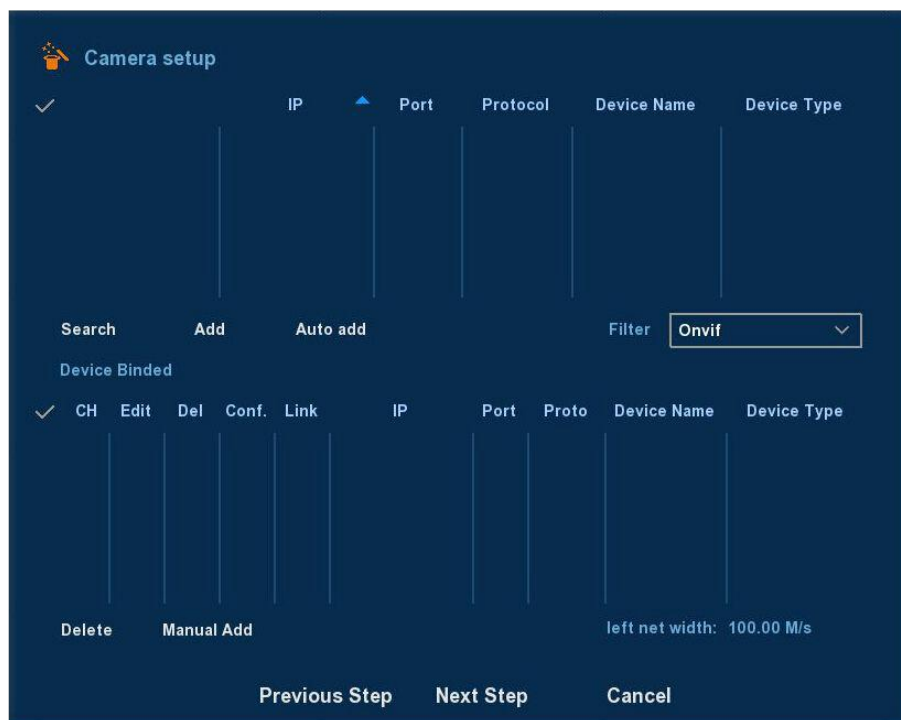 Camera setup
IP Port Protocol Device Name Device Type
Search Add Auto add Filter Onvif
Device Binded
CH Edit Del Conf. Link IP Port Proto Device Name Device Type
Delete Manual Add left net width: 100.00 M/s
Previous Step Next Step Cancel